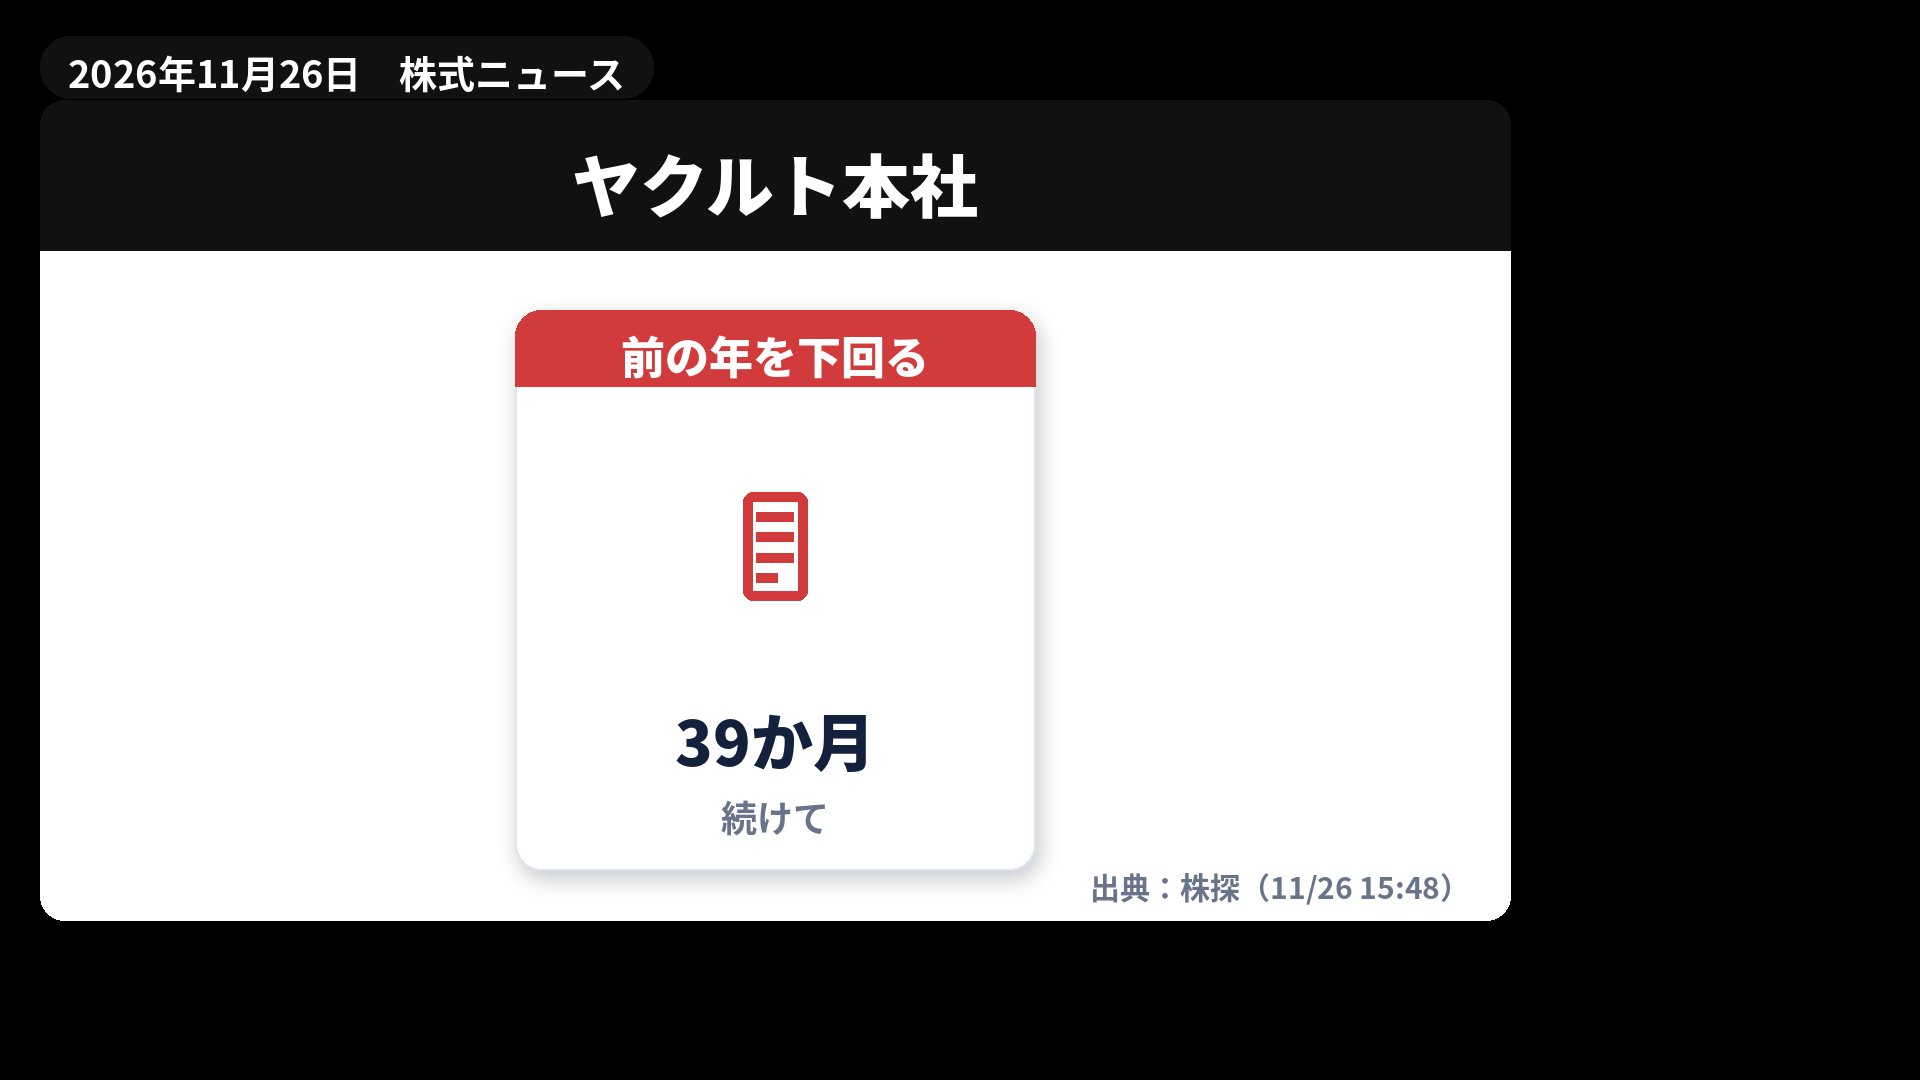 2026年11月26日　株式ニュース
ヤクルト本社
前の年を下回る
39か月
続けて
出典：株探（11/26 15:48）